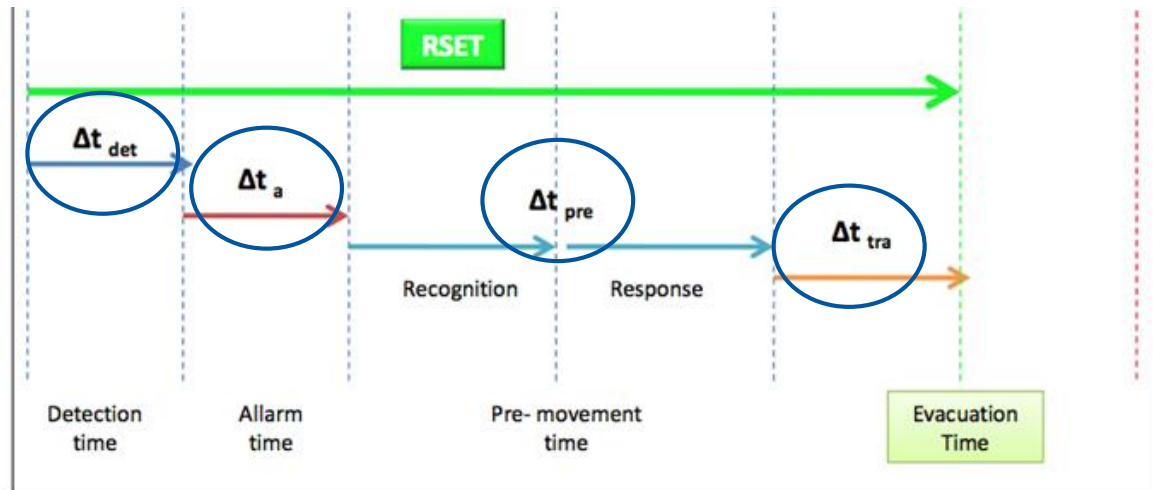 RSET
Δt det
Δt a
Δt pre
Δt tra
Recognition
Response
Detection
time
Allarm
time
Pre- movement
time
Evacuation
Time